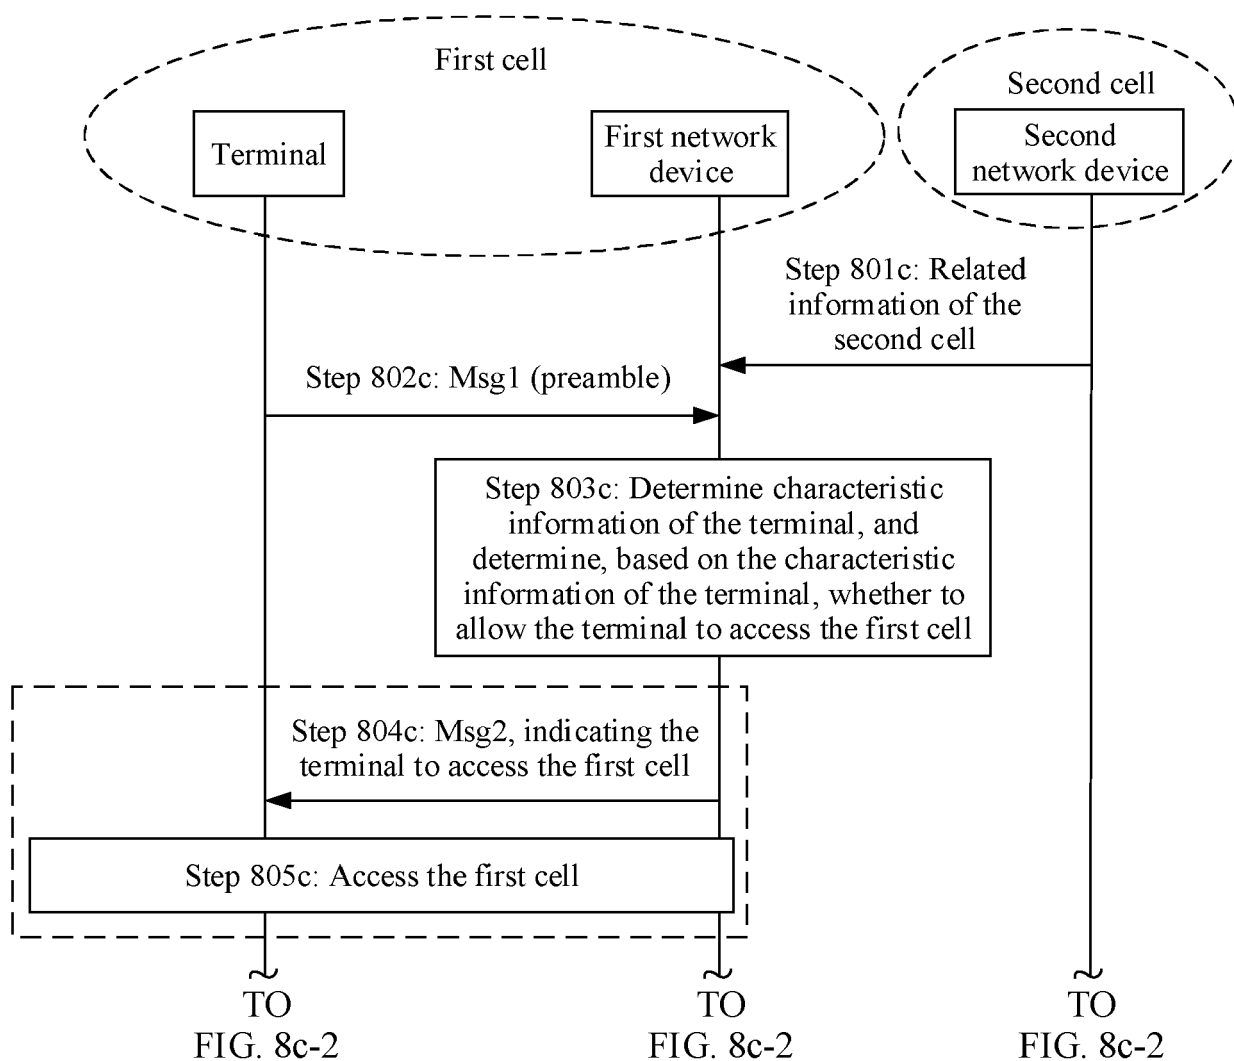 First cell
Second cell
Terminal
First network
device
Second
network device
Step 801c: Related
information of the
second cell
Step 802c: Msg1 (preamble)
Step 803c: Determine characteristic
information of the terminal, and
determine, based on the characteristic
information of the terminal, whether to
allow the terminal to access the first cell
Step 804c: Msg2, indicating the
terminal to access the first cell
Step 805c: Access the first cell
TO
FIG. 8c-2
TO
FIG. 8c-2
TO
FIG. 8c-2